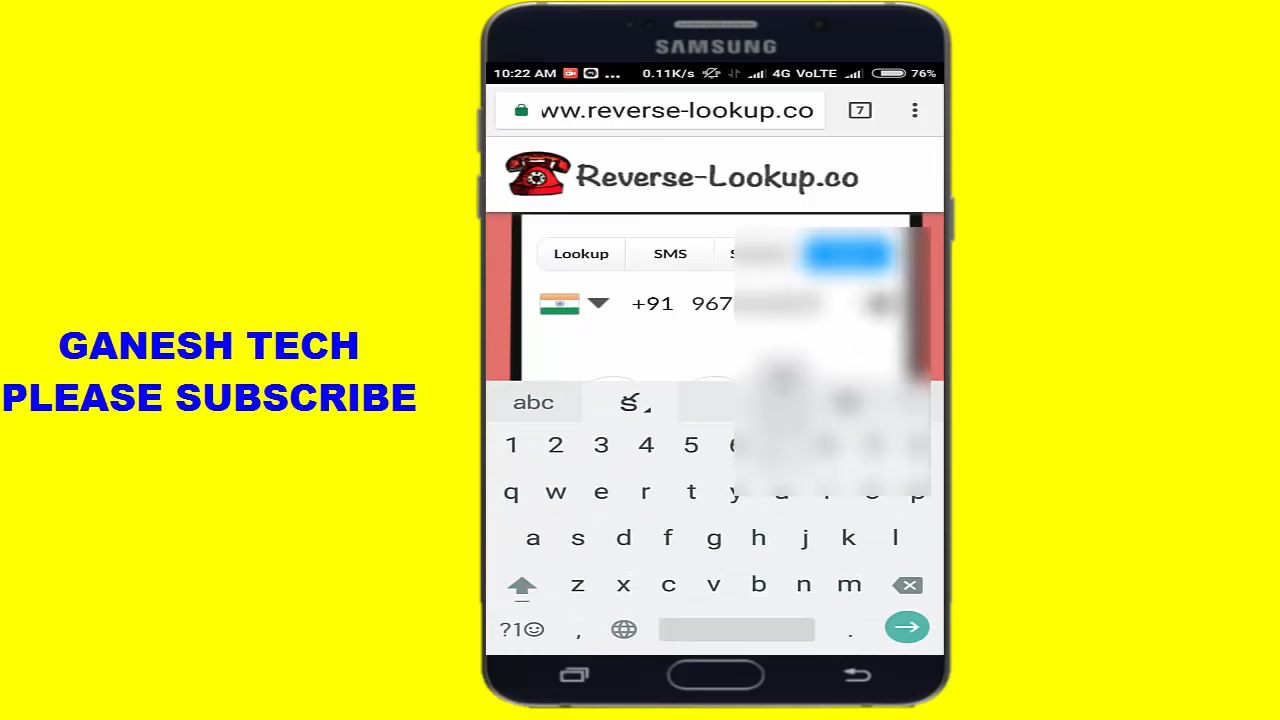 SAMSUNG
10:22 AM ... 0.11K/s 4G VoLTE 76%
ww.reverse-lookup.co 7
Reverse-Lookup.co
Lookup SMS
+91 967
GANESH TECH
PLEASE SUBSCRIBE
abc క
1 2 3 4 5
q w e r t y
a s d f g h j k l
z x c v b n m
?1☺ , .